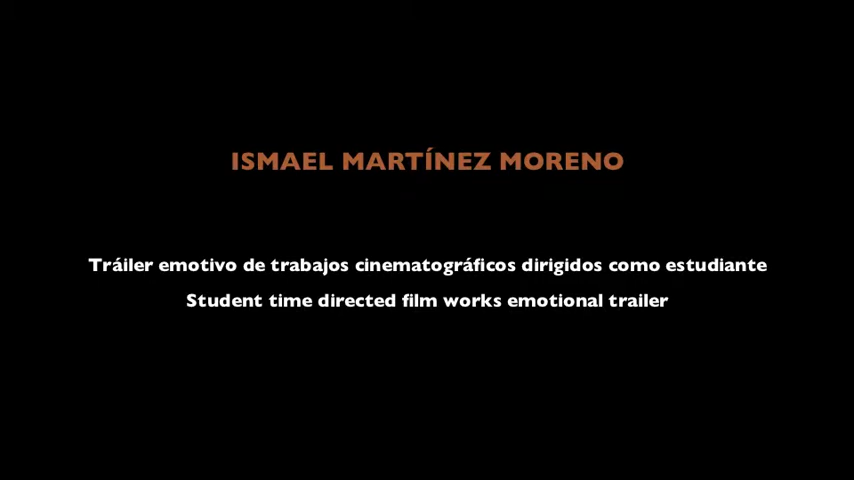 ISMAEL MARTÍNEZ MORENO
Tráiler emotivo de trabajos cinematográficos dirigidos como estudiante
Student time directed film works emotional trailer